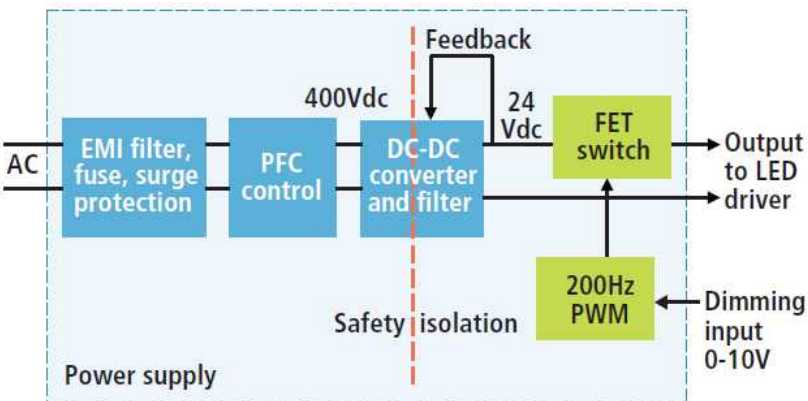 Feedback
400Vdc
24
Vdc
AC
EMI filter,
fuse, surge
protection
PFC
control
DC-DC
converter
and filter
FET
switch
Output
to LED
driver
200Hz
PWM
Dimming
input
0-10V
Safety isolation
Power supply